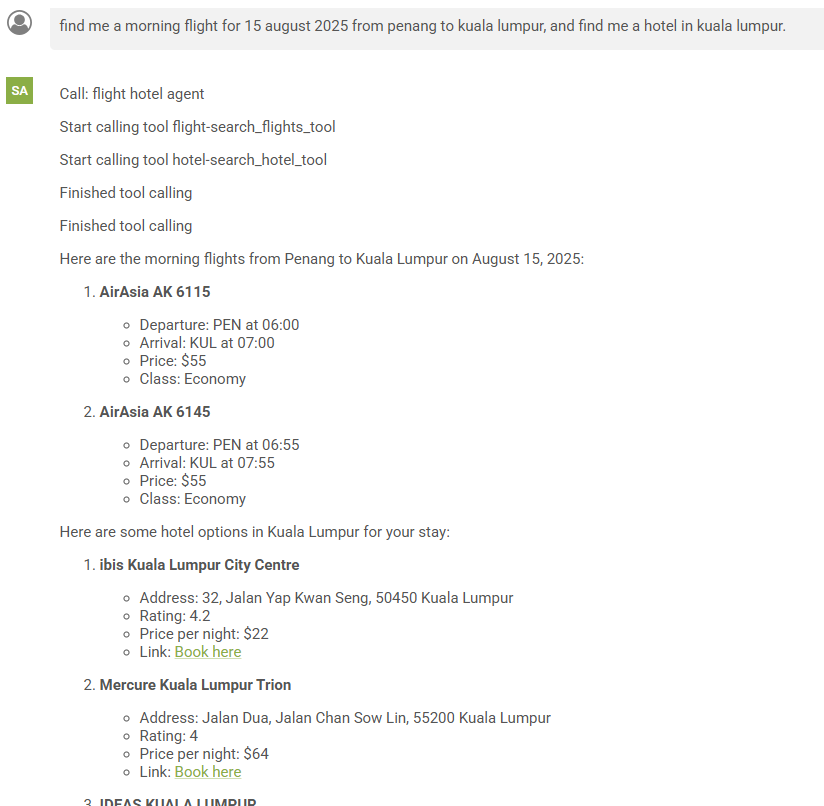 find me a morning flight for 15 august 2025 from penang to kuala lumpur, and find me a hotel in kuala lumpur.
SA
Call: flight hotel agent
Start calling tool flight-search_flights_tool
Start calling tool hotel-search_hotel_tool
Finished tool calling
Finished tool calling
Here are the morning flights from Penang to Kuala Lumpur on August 15, 2025:
1. AirAsia AK 6115
Departure: PEN at 06:00
Arrival: KUL at 07:00
Price: $55
Class: Economy
2. AirAsia AK 6145
Departure: PEN at 06:55
Arrival: KUL at 07:55
Price: $55
Class: Economy
Here are some hotel options in Kuala Lumpur for your stay:
1. ibis Kuala Lumpur City Centre
Address: 32, Jalan Yap Kwan Seng, 50450 Kuala Lumpur
Rating: 4.2
Price per night: $22
Link: Book here
2. Mercure Kuala Lumpur Trion
Address: Jalan Dua, Jalan Chan Sow Lin, 55200 Kuala Lumpur
Rating: 4
Price per night: $64
Link: Book here
3. IDEAS KUALA LUMPUR